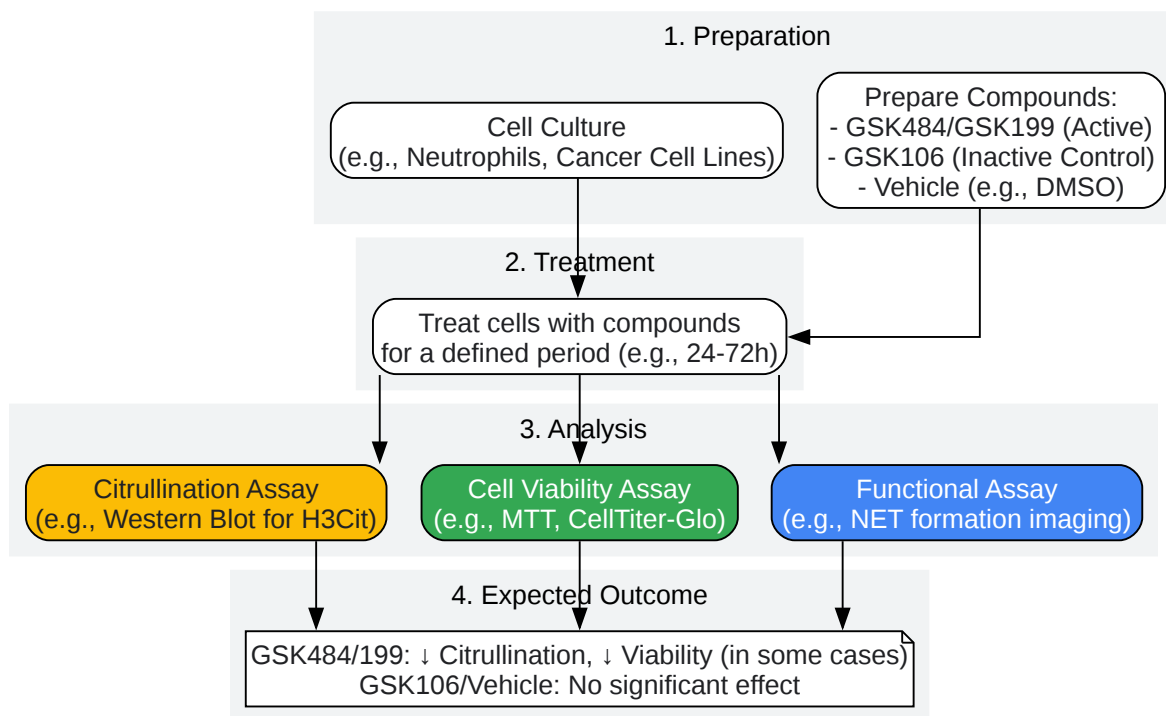 1. Preparation
Cell Culture
(e.g., Neutrophils, Cancer Cell Lines)
Prepare Compounds:
- GSK484/GSK199 (Active)
- GSK106 (Inactive Control)
- Vehicle (e.g., DMSO)
2. Treatment
Treat cells with compounds
for a defined period (e.g., 24-72h)
3. Analysis
Citrullination Assay
(e.g., Western Blot for H3Cit)
Cell Viability Assay
(e.g., MTT, CellTiter-Glo)
Functional Assay
(e.g., NET formation imaging)
4. Expected Outcome
GSK484/199: ↓ Citrullination, ↓ Viability (in some cases)
GSK106/Vehicle: No significant effect